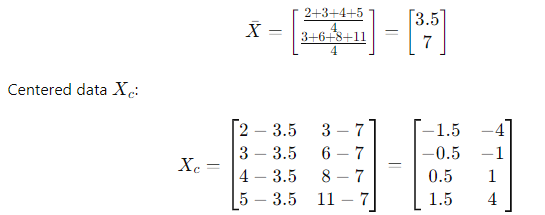 X̄ = [ (2+3+4+5)/4 ; (3+6+8+11)/4 ] = [ 3.5 ; 7 ]
Centered data X_c:
X_c = [ 2 − 3.5  3 − 7 ; 3 − 3.5  6 − 7 ; 4 − 3.5  8 − 7 ; 5 − 3.5  11 − 7 ] = [ −1.5  −4 ; −0.5  −1 ; 0.5  1 ; 1.5  4 ]